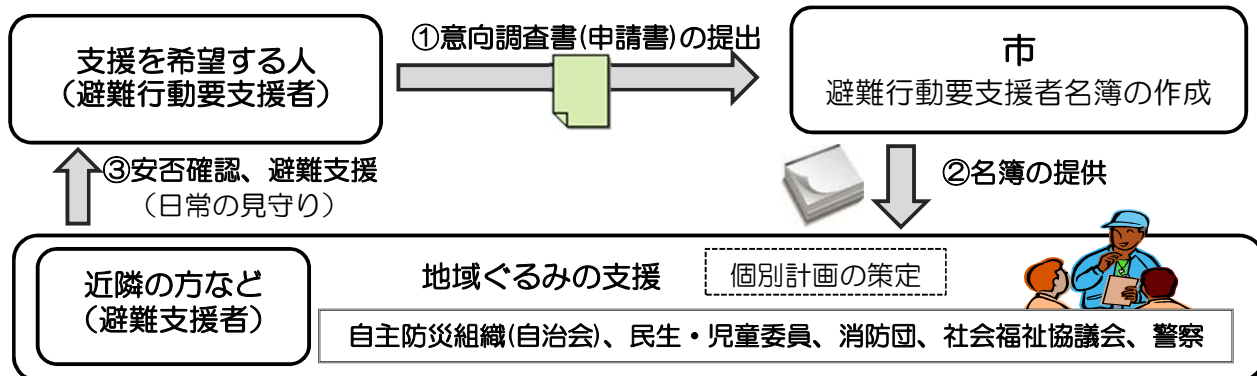 ①意向調査書(申請書)の提出
支援を希望する人
（避難行動要支援者）
市
避難行動要支援者名簿の作成
③安否確認、避難支援
（日常の見守り）
②名簿の提供
近隣の方など
（避難支援者）
地域ぐるみの支援
個別計画の策定
自主防災組織(自治会)、民生・児童委員、消防団、社会福祉協議会、警察